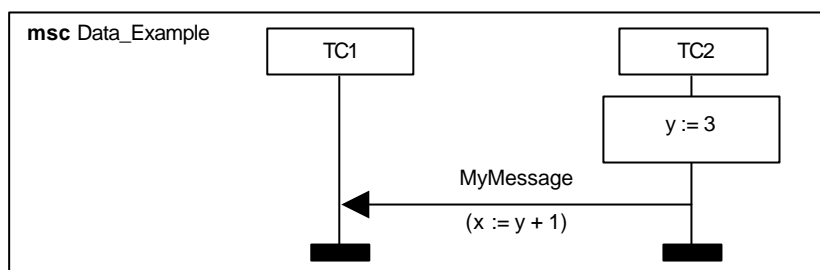 msc Data_Example
TC1
TC2
y := 3
MyMessage
(x := y + 1)